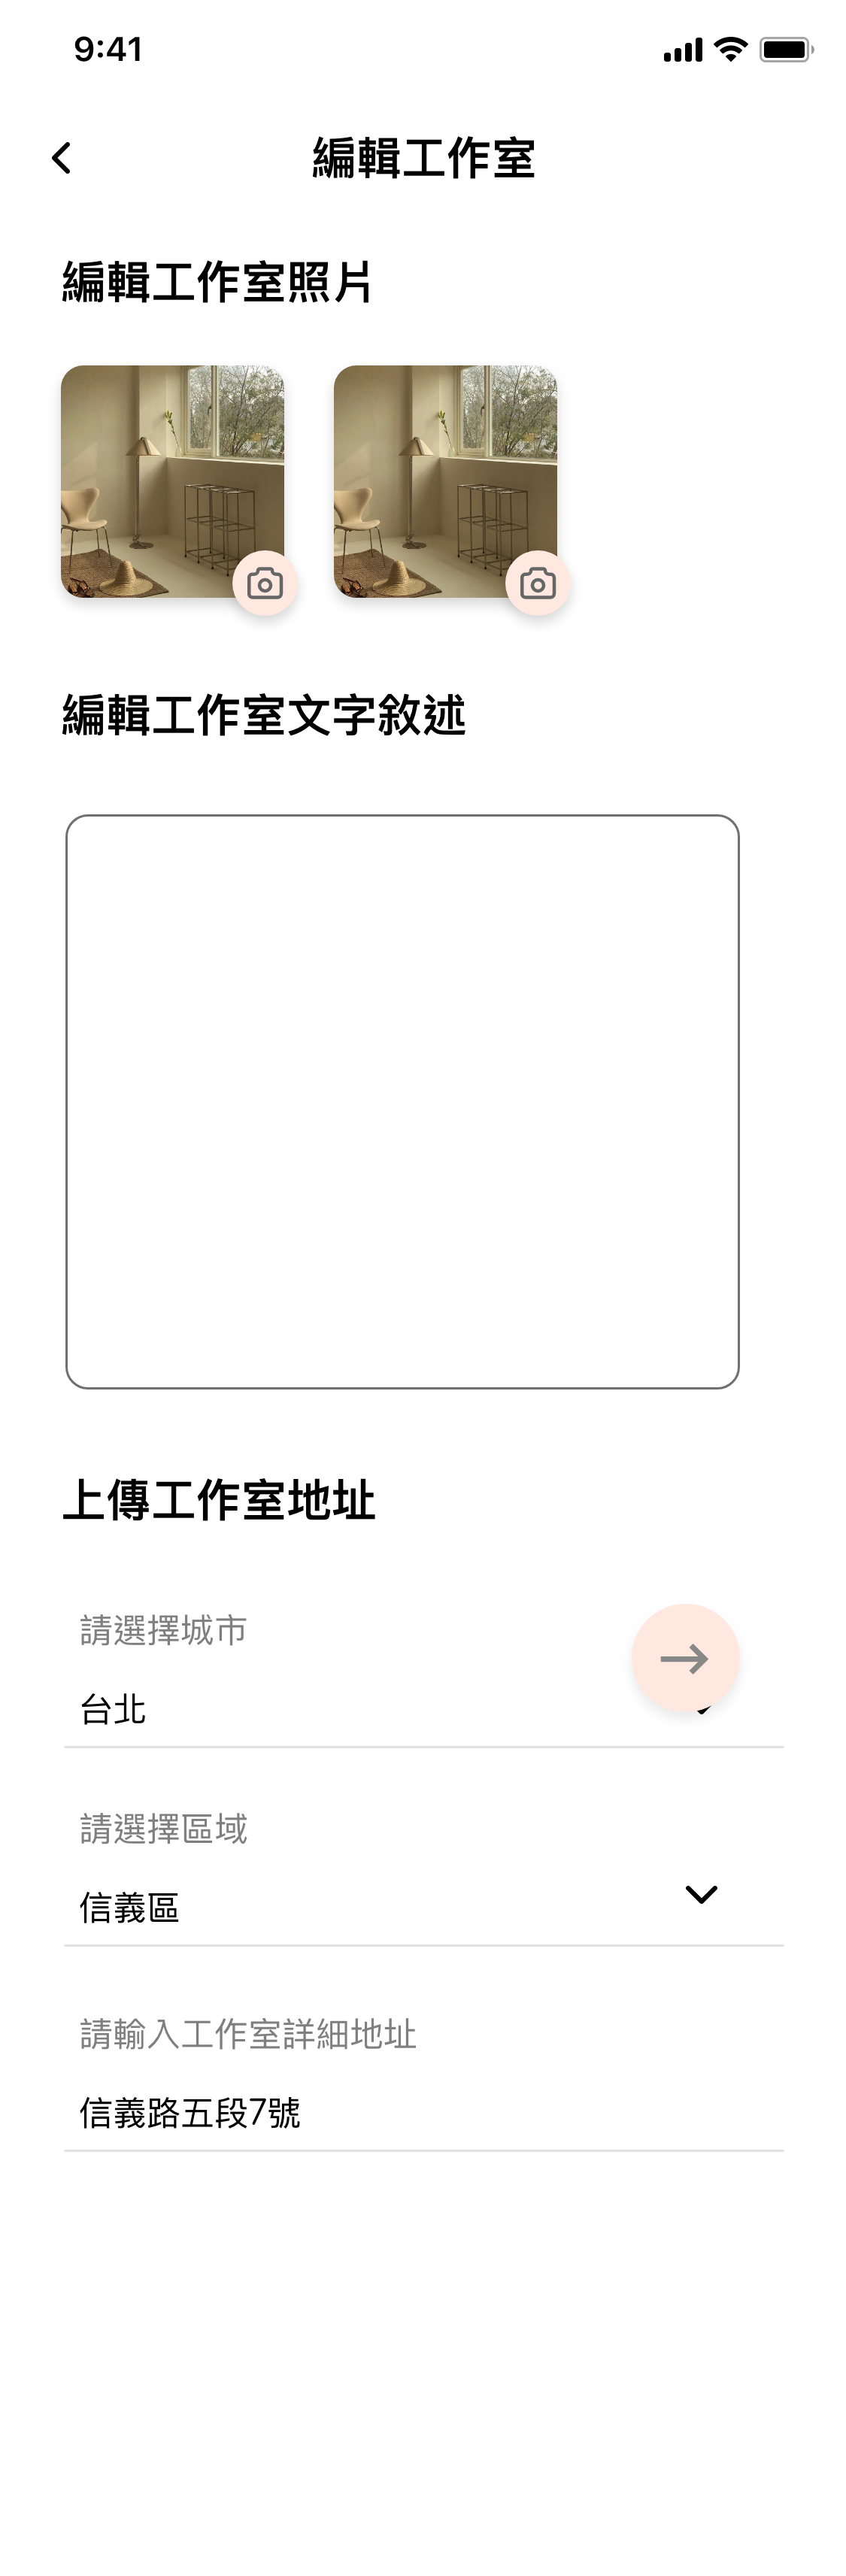 9:41
編輯工作室
編輯工作室照片
編輯工作室文字敘述
上傳工作室地址
請選擇城市
台北
請選擇區域
信義區
請輸入工作室詳細地址
信義路五段7號